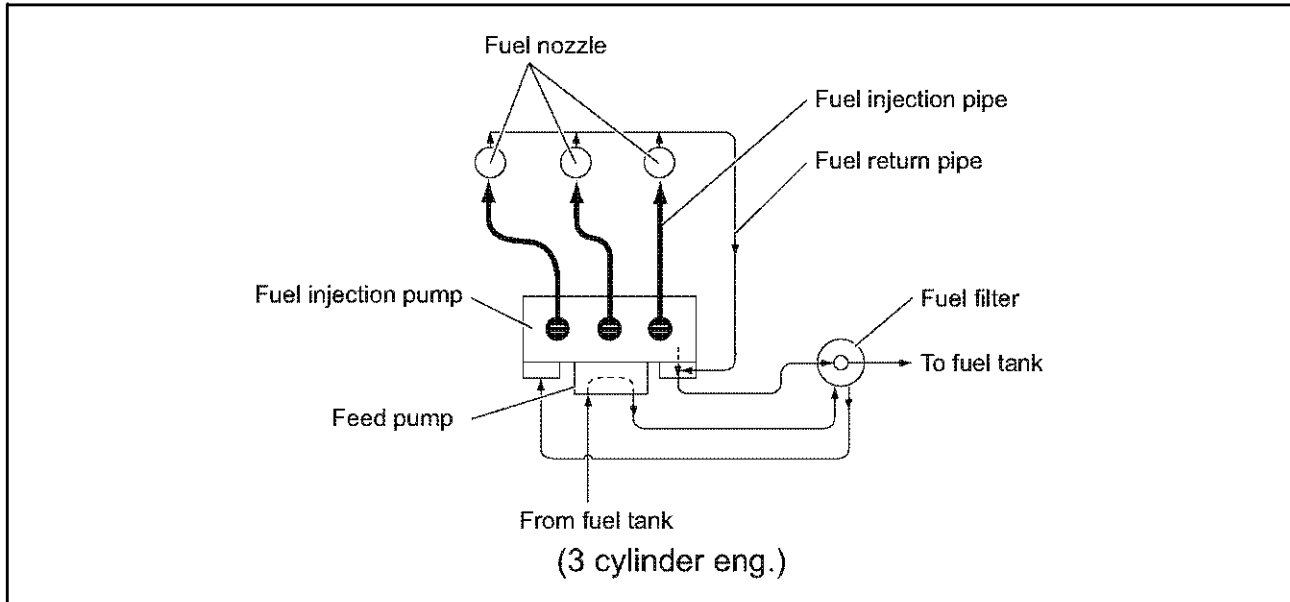 Fuel nozzle
Fuel injection pipe
Fuel return pipe
Fuel injection pump
Fuel filter
To fuel tank
Feed pump
From fuel tank
(3 cylinder eng.)